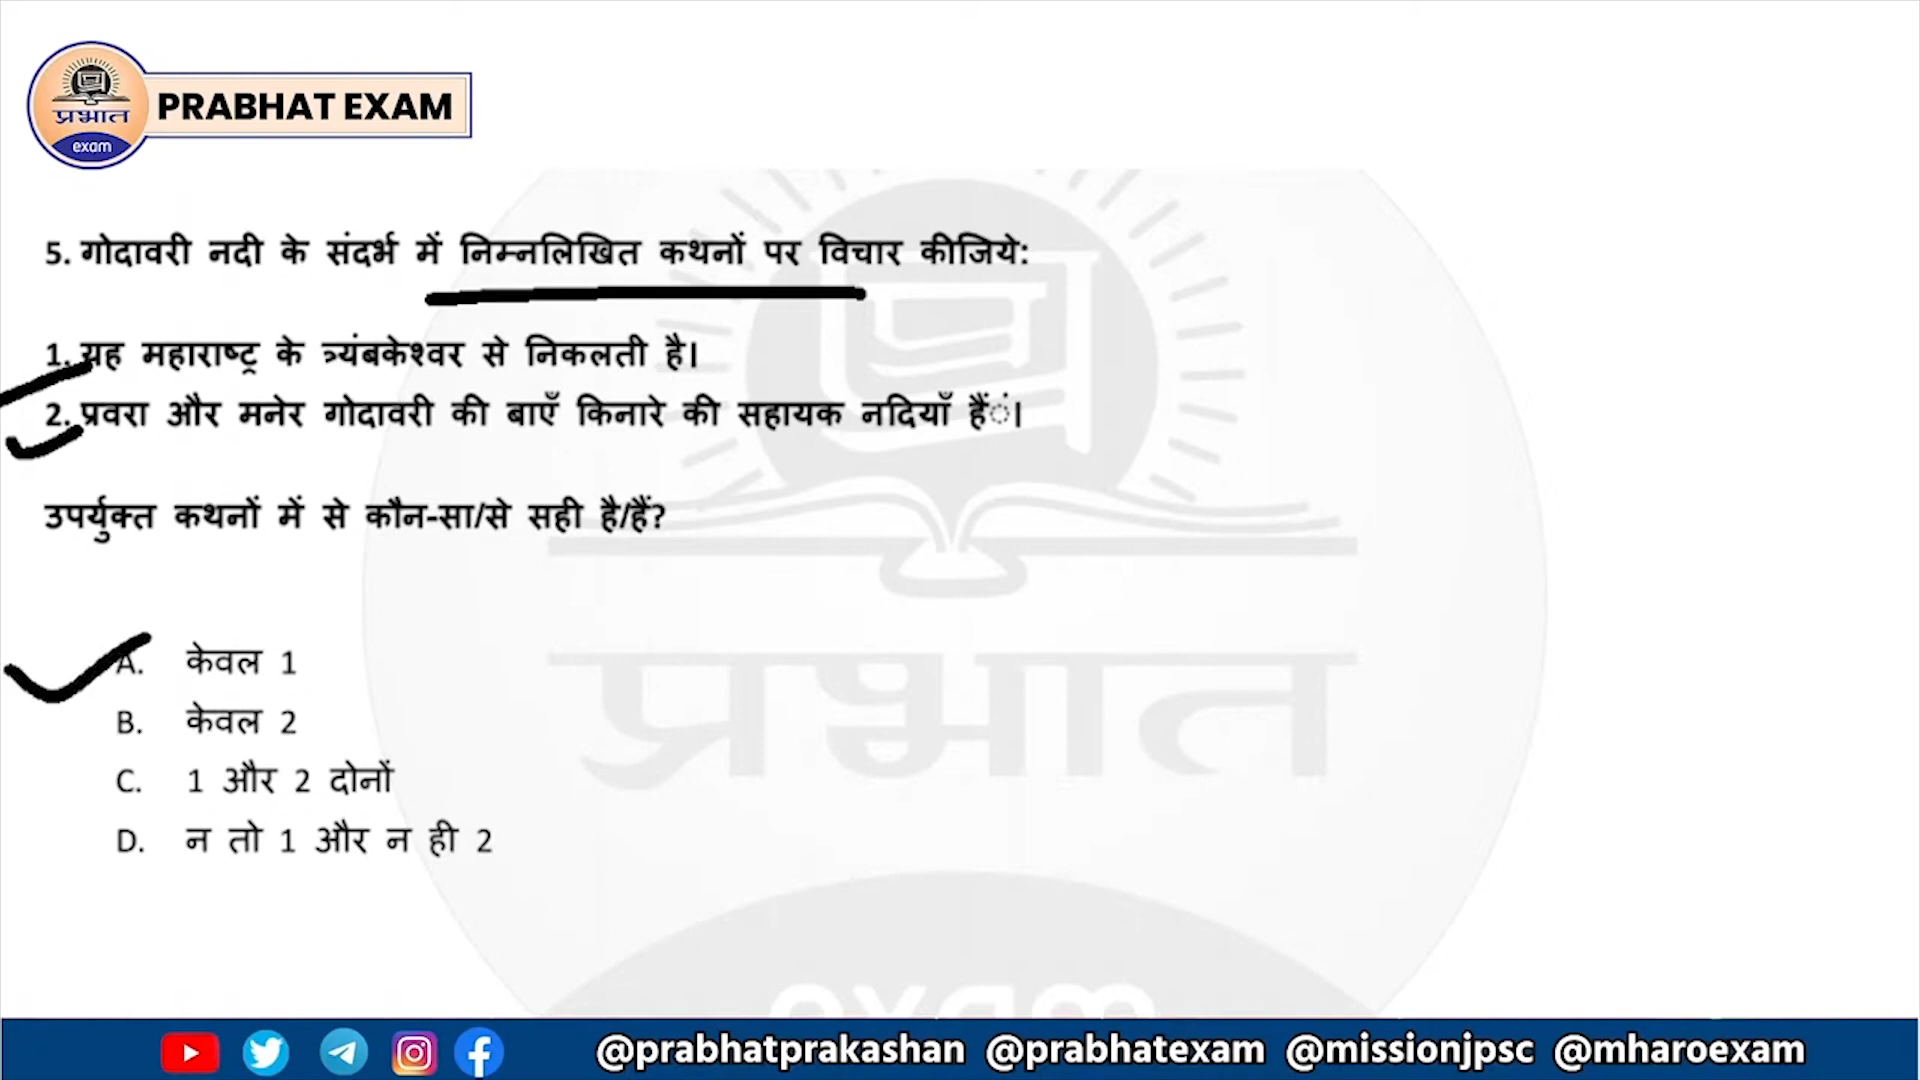 प्रभात
exam
PRABHAT EXAM
5. गोदावरी नदी के संदर्भ में निम्नलिखित कथनों पर विचार कीजिये:
1. यह महाराष्ट्र के त्र्यंबकेश्वर से निकलती है।
2. प्रवरा और मनेर गोदावरी की बाएँ किनारे की सहायक नदियाँ हैंं।
उपर्युक्त कथनों में से कौन-सा/से सही है/हैं?
A. केवल 1
B. केवल 2
C. 1 और 2 दोनों
D. न तो 1 और न ही 2
प्रभात
exam
@prabhatprakashan @prabhatexam @missionjpsc @mharoexam